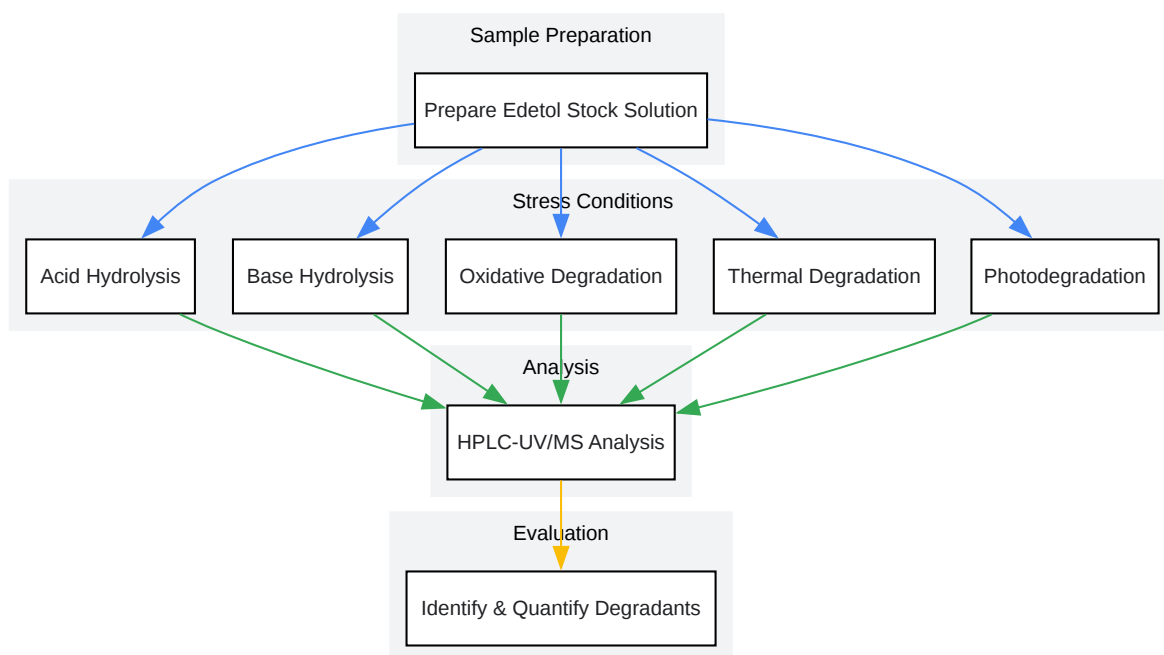 Sample Preparation
Prepare Edetol Stock Solution
Stress Conditions
Acid Hydrolysis
Base Hydrolysis
Oxidative Degradation
Thermal Degradation
Photodegradation
Analysis
HPLC-UV/MS Analysis
Evaluation
Identify & Quantify Degradants